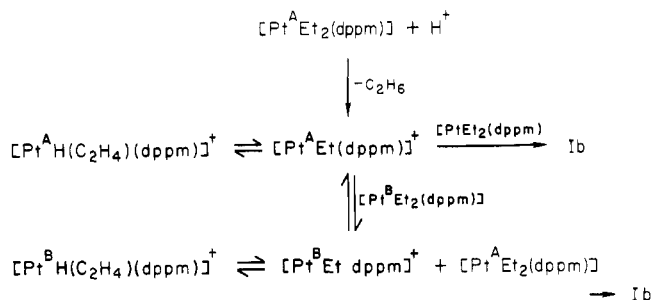 [Pt^A Et₂(dppm)] + H⁺
−C₂H₆
[Pt^A H(C₂H₄)(dppm)]⁺ ⇌ [Pt^A Et(dppm)]⁺ [PtEt₂(dppm)] → Ib
[Pt^B Et₂(dppm)]
[Pt^B H(C₂H₄)(dppm)]⁺ ⇌ [Pt^B Et dppm]⁺ + [Pt^A Et₂(dppm)]
→ Ib